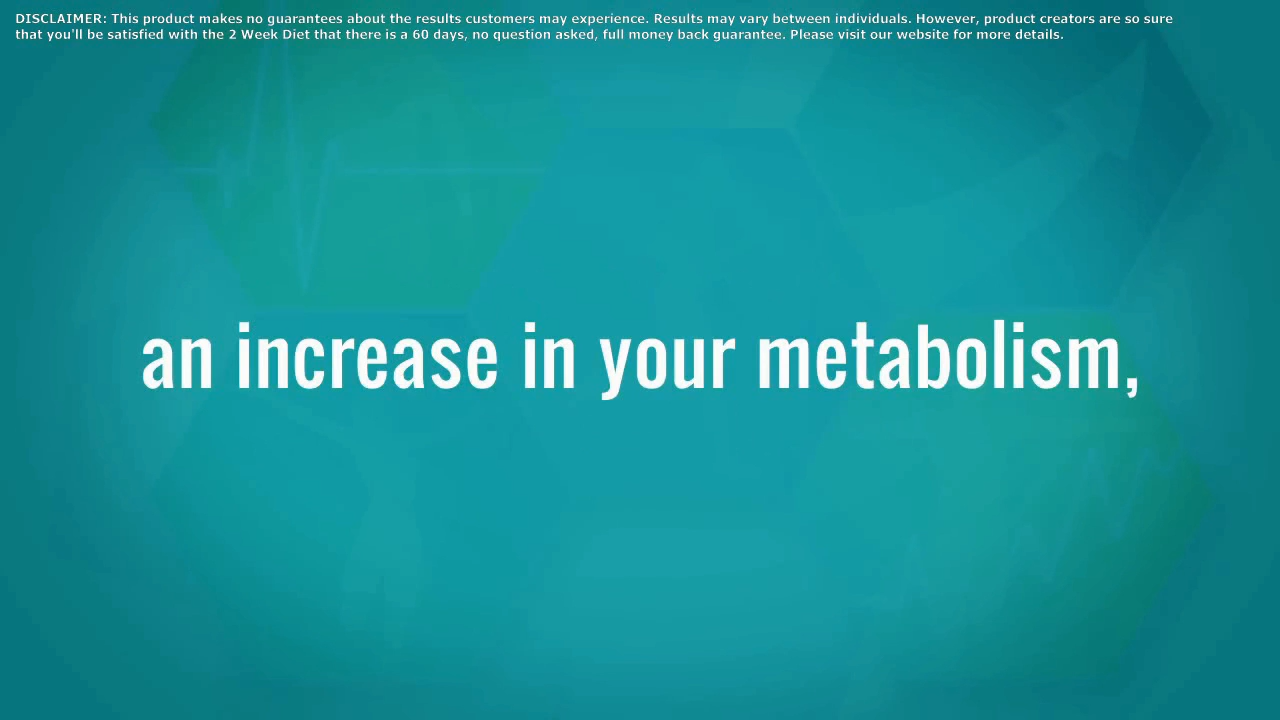 DISCLAIMER: This product makes no guarantees about the results customers may experience. Results may vary between individuals. However, product creators are so sure
that you'll be satisfied with the 2 Week Diet that there is a 60 days, no question asked, full money back guarantee. Please visit our website for more details.
an increase in your metabolism,